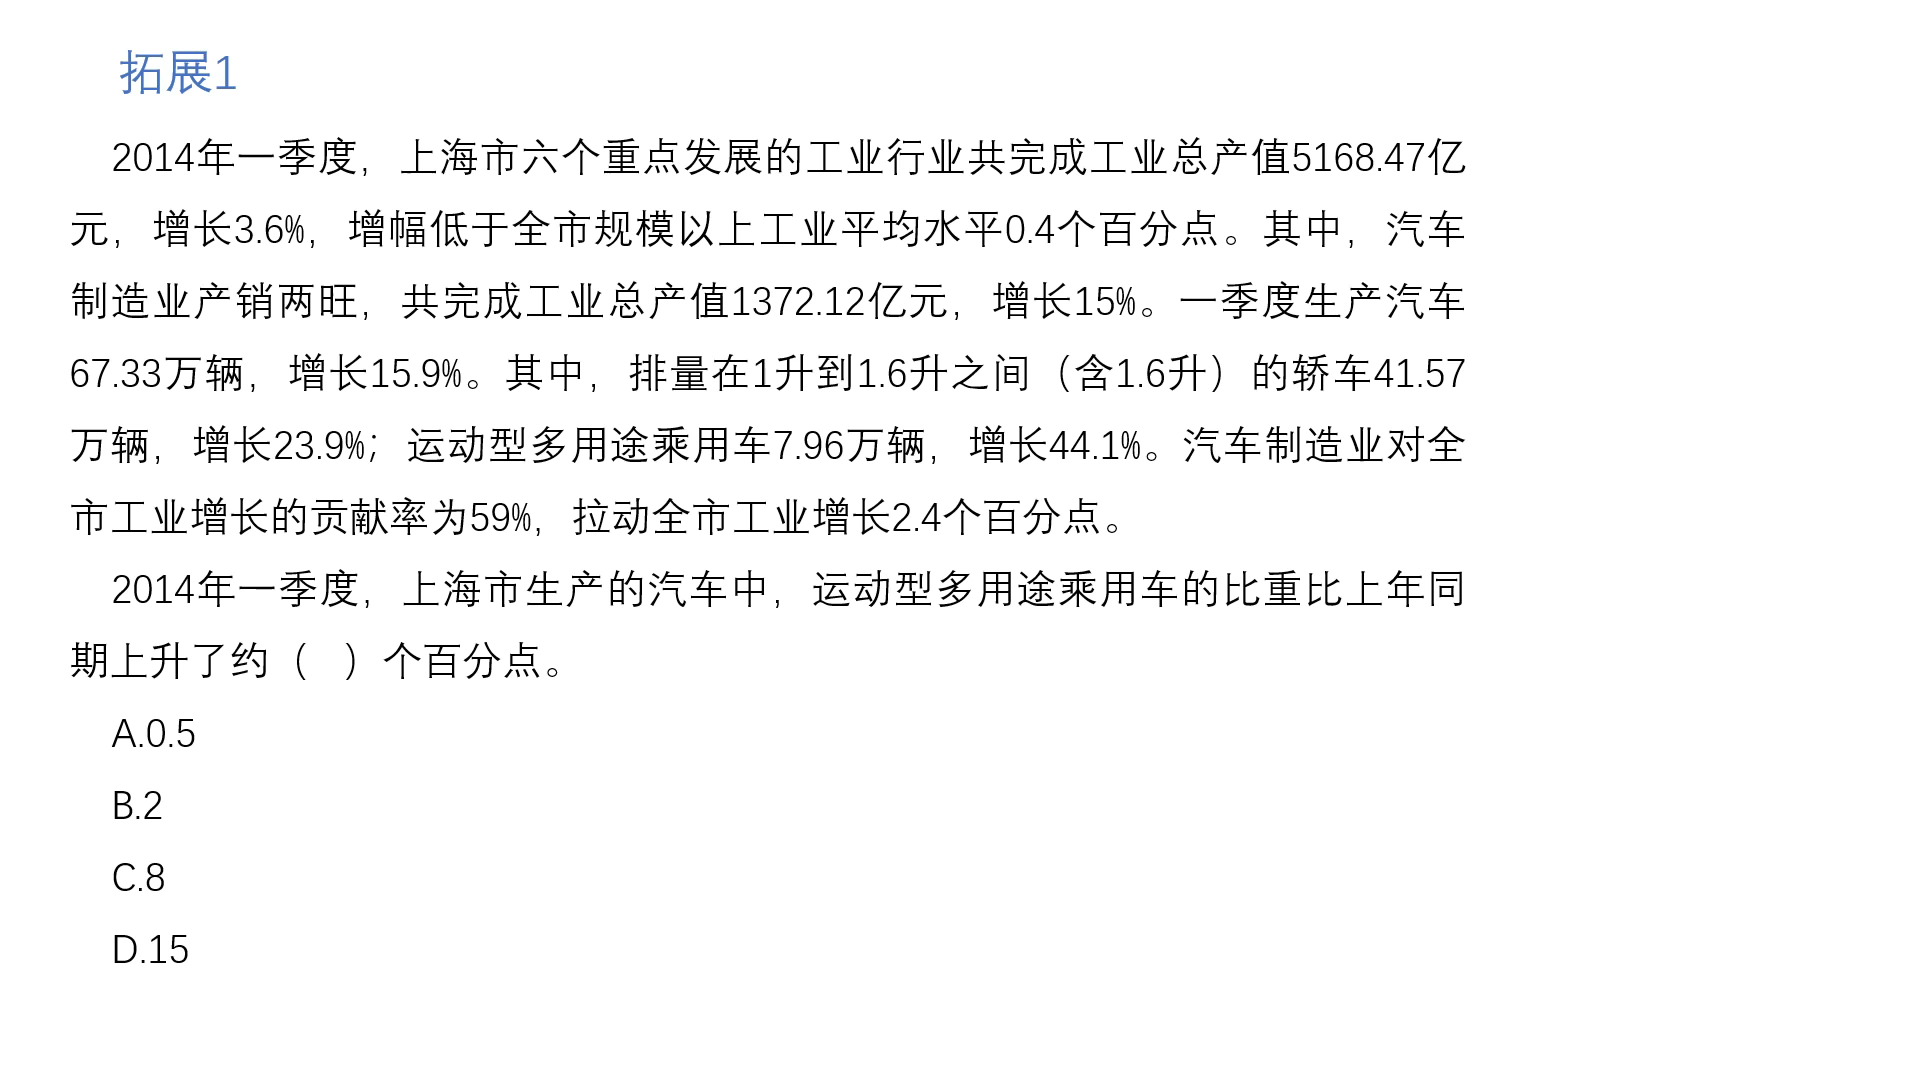 拓展1
2014年一季度，上海市六个重点发展的工业行业共完成工业总产值5168.47亿
元，增长3.6%，增幅低于全市规模以上工业平均水平0.4个百分点。其中，汽车
制造业产销两旺，共完成工业总产值1372.12亿元，增长15%。一季度生产汽车
67.33万辆，增长15.9%。其中，排量在1升到1.6升之间（含1.6升）的轿车41.57
万辆，增长23.9%；运动型多用途乘用车7.96万辆，增长44.1%。汽车制造业对全
市工业增长的贡献率为59%，拉动全市工业增长2.4个百分点。
2014年一季度，上海市生产的汽车中，运动型多用途乘用车的比重比上年同
期上升了约（ ）个百分点。
A.0.5
B.2
C.8
D.15